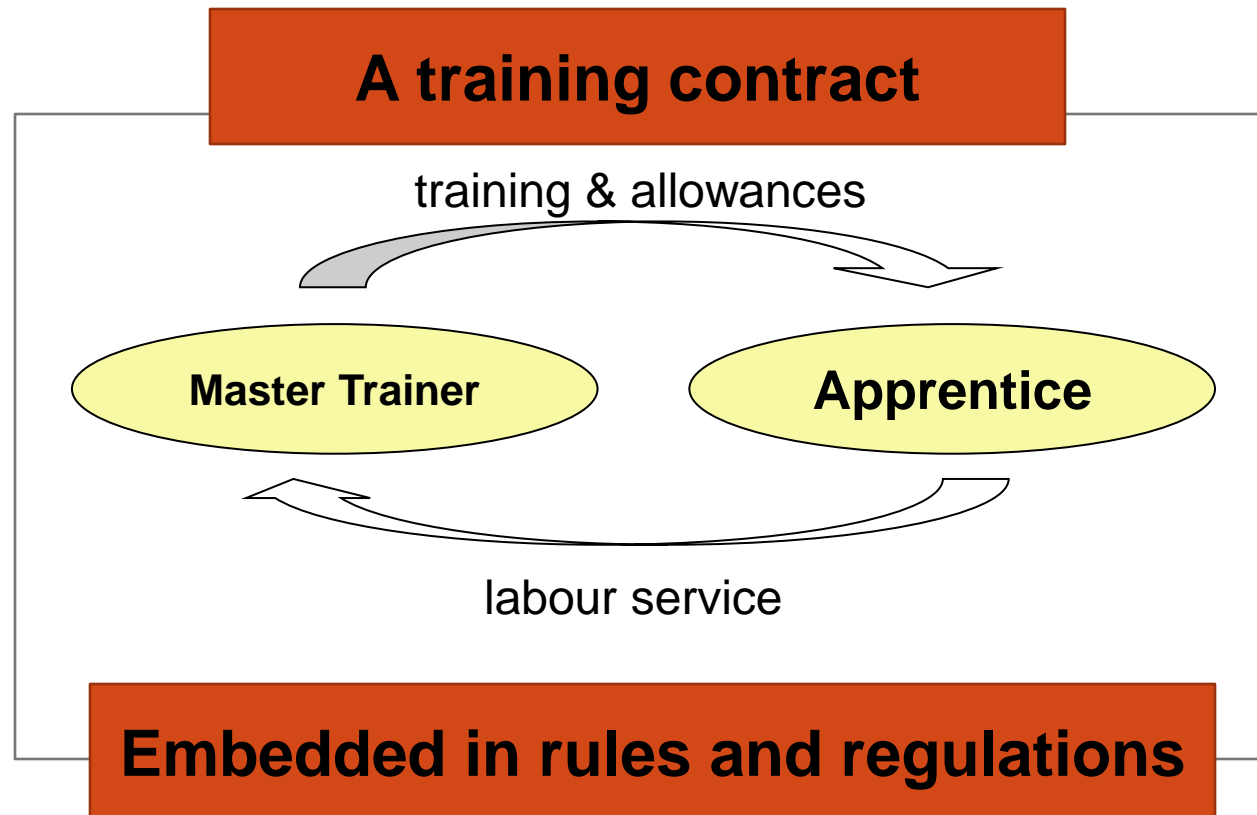 A training contract
training & allowances
Master Trainer
Apprentice
labour service
Embedded in rules and regulations